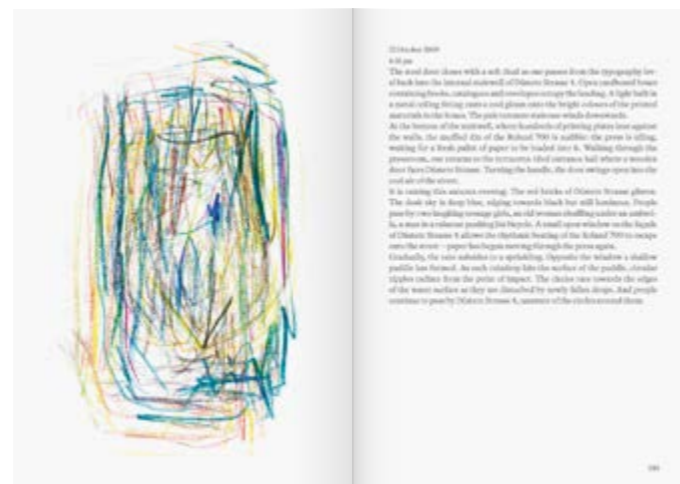 22 October 2009
6:15 pm
The steel door closes with a soft thud as one passes from the typography lev-
el back into the internal stairwell of Düstere Strasse 4. Open cardboard boxes
containing books, catalogues and envelopes occupy the landing. A light bulb in
a metal ceiling fitting casts a cool gleam onto the bright colours of the printed
materials in the boxes. The pale concrete staircase winds downwards.
At the bottom of the stairwell, where hundreds of printing plates lean against
the walls, the muffled din of the Roland 700 is audible: the press is idling,
waiting for a fresh pallet of paper to be loaded into it. Walking through the
pressroom, one returns to the terracotta tiled entrance hall where a wooden
door faces Düstere Strasse. Turning the handle, the door swings open into the
cool air of the street.
It is raining this autumn evening. The red bricks of Düstere Strasse glisten.
The dusk sky is deep blue, edging towards black but still luminous. People
pass by: two laughing teenage girls, an old woman shuffling under an umbrel-
la, a man in a raincoat pushing his bicycle. A small open window on the façade
of Düstere Strasse 4 allows the rhythmic beating of the Roland 700 to escape
onto the street – paper has begun moving through the press again.
Gradually, the rain subsides to a sprinkling. Opposite the window a shallow
puddle has formed. As each raindrop hits the surface of the puddle, circular
ripples radiate from the point of impact. The circles race towards the edges
of the water surface as they are disturbed by newly fallen drops. And people
continue to pass by Düstere Strasse 4, unaware of the circles around them.